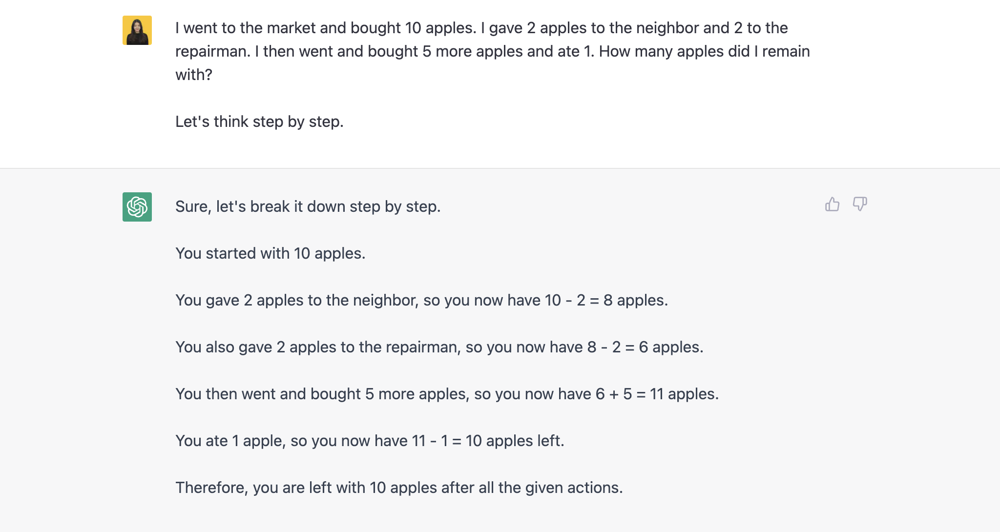 I went to the market and bought 10 apples. I gave 2 apples to the neighbor and 2 to the
repairman. I then went and bought 5 more apples and ate 1. How many apples did I remain
with?
Let's think step by step.
Sure, let's break it down step by step.
You started with 10 apples.
You gave 2 apples to the neighbor, so you now have 10 - 2 = 8 apples.
You also gave 2 apples to the repairman, so you now have 8 - 2 = 6 apples.
You then went and bought 5 more apples, so you now have 6 + 5 = 11 apples.
You ate 1 apple, so you now have 11 - 1 = 10 apples left.
Therefore, you are left with 10 apples after all the given actions.